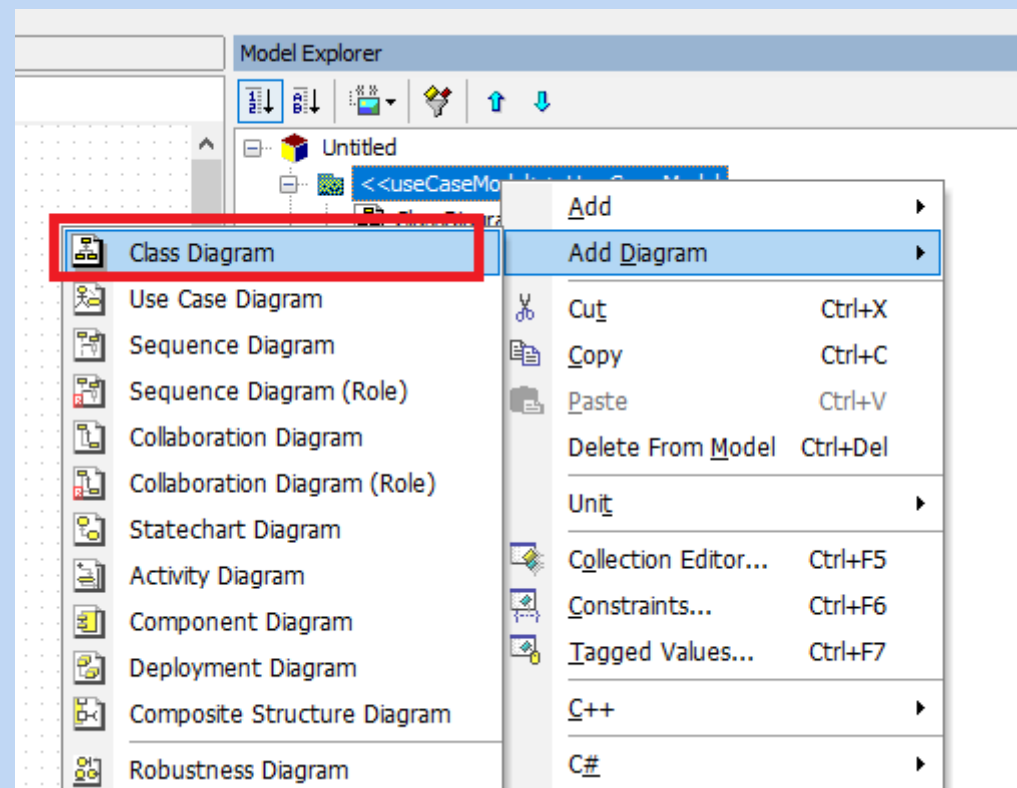 Model Explorer
Untitled
<<useCaseMo
Add
Class Diagram
Add Diagram
Use Case Diagram
Cut Ctrl+X
Sequence Diagram
Copy Ctrl+C
Sequence Diagram (Role)
Paste Ctrl+V
Collaboration Diagram
Delete From Model Ctrl+Del
Collaboration Diagram (Role)
Unit
Statechart Diagram
Collection Editor... Ctrl+F5
Activity Diagram
Constraints... Ctrl+F6
Component Diagram
Tagged Values... Ctrl+F7
Deployment Diagram
Composite Structure Diagram
C++
Robustness Diagram
C#